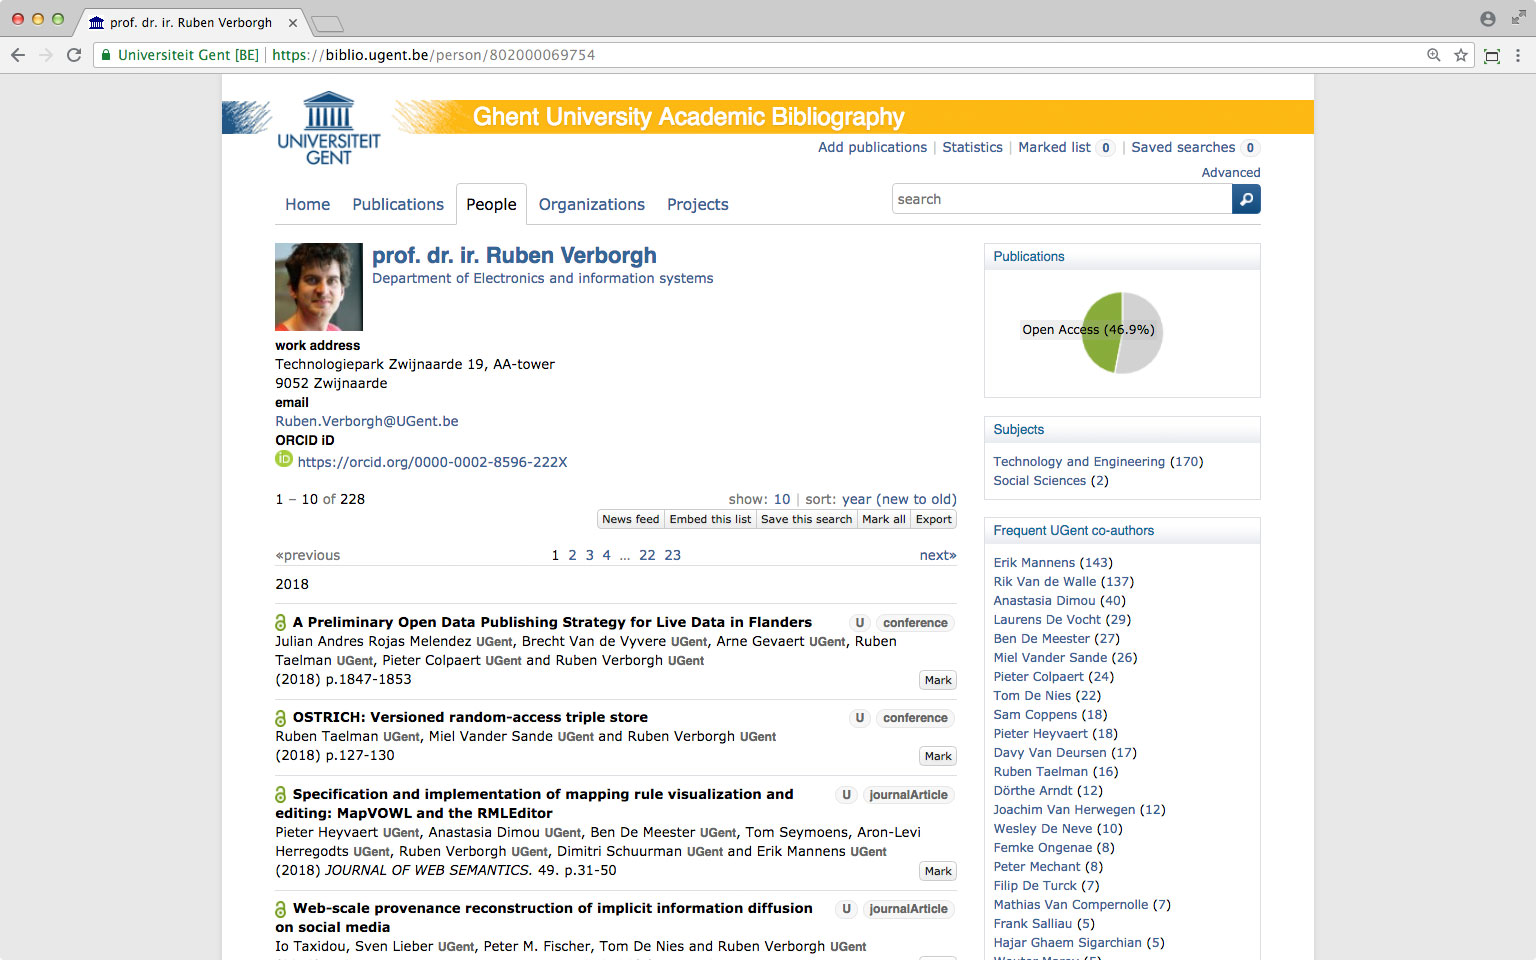 prof. dr. ir. Ruben Verborgh
Universiteit Gent [BE] | https://biblio.ugent.be/person/802000069754
UNIVERSITEIT
GENT
Ghent University Academic Bibliography
Add publications | Statistics | Marked list 0 | Saved searches 0
Advanced
Home Publications People Organizations Projects
search
prof. dr. ir. Ruben Verborgh
Department of Electronics and information systems
work address
Technologiepark Zwijnaarde 19, AA-tower
9052 Zwijnaarde
email
Ruben.Verborgh@UGent.be
ORCID iD
iD https://orcid.org/0000-0002-8596-222X
1 – 10 of 228
show: 10 | sort: year (new to old)
News feed Embed this list Save this search Mark all Export
«previous 1 2 3 4 ... 22 23 next»
2018
A Preliminary Open Data Publishing Strategy for Live Data in Flanders U conference
Julian Andres Rojas Melendez UGent, Brecht Van de Vyvere UGent, Arne Gevaert UGent, Ruben
Taelman UGent, Pieter Colpaert UGent and Ruben Verborgh UGent
(2018) p.1847-1853 Mark
OSTRICH: Versioned random-access triple store U conference
Ruben Taelman UGent, Miel Vander Sande UGent and Ruben Verborgh UGent
(2018) p.127-130 Mark
Specification and implementation of mapping rule visualization and U journalArticle
editing: MapVOWL and the RMLEditor
Pieter Heyvaert UGent, Anastasia Dimou UGent, Ben De Meester UGent, Tom Seymoens, Aron-Levi
Herregodts UGent, Ruben Verborgh UGent, Dimitri Schuurman UGent and Erik Mannens UGent
(2018) JOURNAL OF WEB SEMANTICS. 49. p.31-50 Mark
Web-scale provenance reconstruction of implicit information diffusion U journalArticle
on social media
Io Taxidou, Sven Lieber UGent, Peter M. Fischer, Tom De Nies and Ruben Verborgh UGent
Publications
Open Access (46.9%)
Subjects
Technology and Engineering (170)
Social Sciences (2)
Frequent UGent co-authors
Erik Mannens (143)
Rik Van de Walle (137)
Anastasia Dimou (40)
Laurens De Vocht (29)
Ben De Meester (27)
Miel Vander Sande (26)
Pieter Colpaert (24)
Tom De Nies (22)
Sam Coppens (18)
Pieter Heyvaert (18)
Davy Van Deursen (17)
Ruben Taelman (16)
Dörthe Arndt (12)
Joachim Van Herwegen (12)
Wesley De Neve (10)
Femke Ongenae (8)
Peter Mechant (8)
Filip De Turck (7)
Mathias Van Compernolle (7)
Frank Salliau (5)
Hajar Ghaem Sigarchian (5)